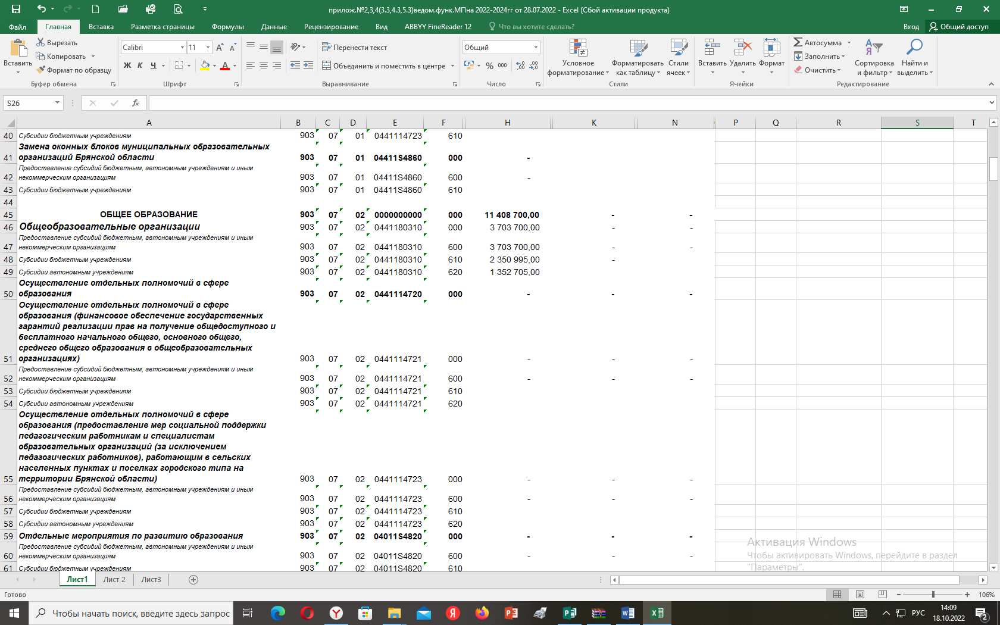 прилож.№2,3,4(3.3,4.3,5.3)ведом.функ.МПна 2022-2024гг от 28.07.2022 - Excel (Сбой активации продукта)
Файл Главная Вставка Разметка страницы Формулы Данные Рецензирование Вид ABBYY FineReader 12 Что вы хотите сделать? Вход Общий доступ
Вставить
Вырезать
Копировать
Формат по образцу
Буфер обмена
Calibri 11
Ж К Ч
Шрифт
Перенести текст
Объединить и поместить в центре
Выравнивание
Общий
% 000
Число
Условное форматирование
Форматировать как таблицу
Стили ячеек
Стили
Вставить Удалить Формат
Ячейки
Автосумма
Заполнить
Очистить
Сортировка и фильтр
Найти и выделить
Редактирование
S26 fx
A B C D E F H K N P Q R S T
40 Субсидии бюджетным учреждениям 903 07 01 0441114723 610
Замена оконных блоков муниципальных образовательных
41 организаций Брянской области 903 07 01 04411S4860 000 -
Предоставление субсидий бюджетным, автономным учреждениям и иным
42 некоммерческим организациям 903 07 01 04411S4860 600 -
43 Субсидии бюджетным учреждениям 903 07 01 04411S4860 610
44
45 ОБЩЕЕ ОБРАЗОВАНИЕ 903 07 02 0000000000 000 11 408 700,00 - -
46 Общеобразовательные организации 903 07 02 0441180310 000 3 703 700,00 - -
Предоставление субсидий бюджетным, автономным учреждениям и иным
47 некоммерческим организациям 903 07 02 0441180310 600 3 703 700,00 - -
48 Субсидии бюджетным учреждениям 903 07 02 0441180310 610 2 350 995,00 -
49 Субсидии автономным учреждениям 903 07 02 0441180310 620 1 352 705,00
Осуществление отдельных полномочий в сфере
50 образования 903 07 02 0441114720 000 - - -
Осуществление отдельных полномочий в сфере
образования (финансовое обеспечение государственных
гарантий реализации прав на получение общедоступного и
бесплатного начального общего, основного общего,
среднего общего образования в общеобразовательных
51 организациях) 903 07 02 0441114721 000 - - -
Предоставление субсидий бюджетным, автономным учреждениям и иным
52 некоммерческим организациям 903 07 02 0441114721 600 - - -
53 Субсидии бюджетным учреждениям 903 07 02 0441114721 610
54 Субсидии автономным учреждениям 903 07 02 0441114721 620
Осуществление отдельных полномочий в сфере
образования (предоставление мер социальной поддержки
педагогическим работникам и специалистам
образовательных организаций (за исключением
педагогических работников), работающим в сельских
населенных пунктах и поселках городского типа на
55 территории Брянской области) 903 07 02 0441114723 000 - - -
Предоставление субсидий бюджетным, автономным учреждениям и иным
56 некоммерческим организациям 903 07 02 0441114723 600 - - -
57 Субсидии бюджетным учреждениям 903 07 02 0441114723 610
58 Субсидии автономным учреждениям 903 07 02 0441114723 620
59 Отдельные мероприятия по развитию образования 903 07 02 04011S4820 000 - - -
Предоставление субсидий бюджетным, автономным учреждениям и иным
60 некоммерческим организациям 903 07 02 04011S4820 600 - - -
61 Субсидии бюджетным учреждениям 903 07 02 04011S4820 610
Активация Windows
Чтобы активировать Windows, перейдите в раздел
"Параметры".
Лист1 Лист 2 Лист3
Готово 106%
Чтобы начать поиск, введите здесь запрос
РУС 14:09
18.10.2022 2